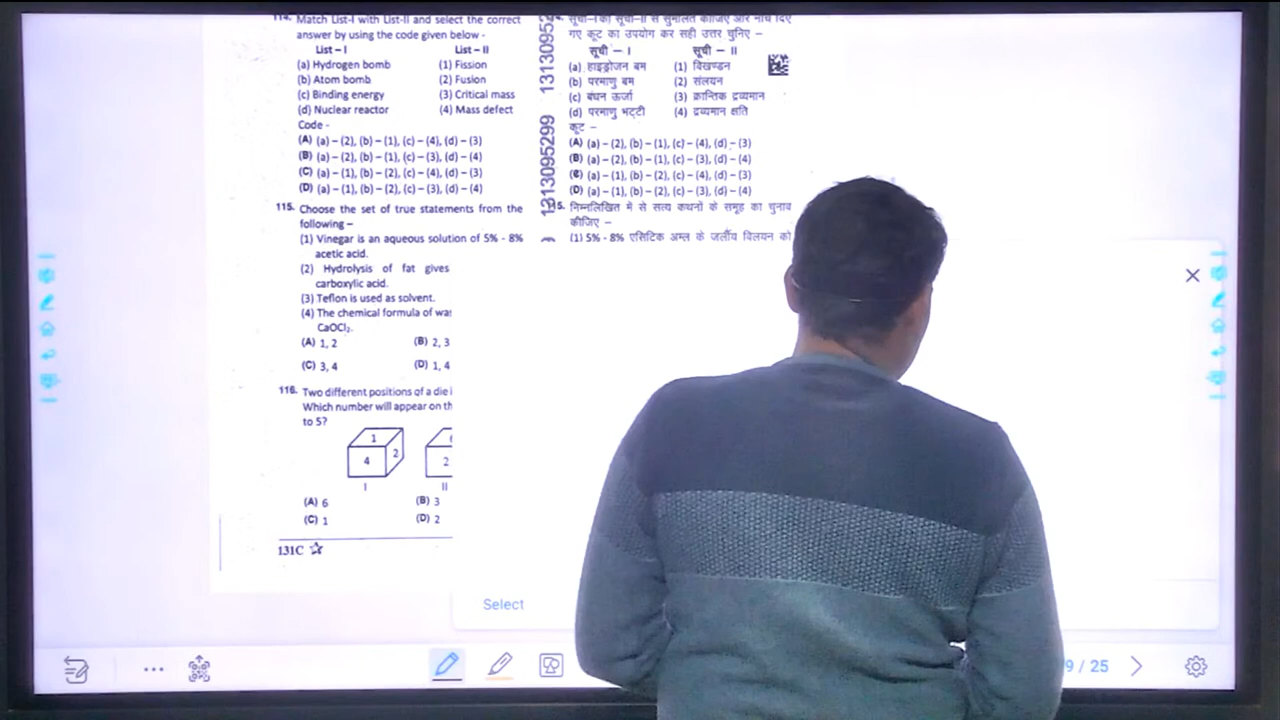 114. Match List-I with List-II and select the correct
answer by using the code given below -
List – I List – II
(a) Hydrogen bomb (1) Fission
(b) Atom bomb (2) Fusion
(c) Binding energy (3) Critical mass
(d) Nuclear reactor (4) Mass defect
Code -
(A) (a) – (2), (b) – (1), (c) – (4), (d) – (3)
(B) (a) – (2), (b) – (1), (c) – (3), (d) – (4)
(C) (a) – (1), (b) – (2), (c) – (4), (d) – (3)
(D) (a) – (1), (b) – (2), (c) – (3), (d) – (4)
115. Choose the set of true statements from the
following –
(1) Vinegar is an aqueous solution of 5% - 8%
acetic acid.
(2) Hydrolysis of fat gives
carboxylic acid.
(3) Teflon is used as solvent.
(4) The chemical formula of
CaOCl₂.
(A) 1, 2 (B) 2, 3
(C) 3, 4 (D) 1, 4
116. Two different positions of a die
Which number will appear on
to 5?
1
4 2
2
I II
(A) 6 (B) 3
(C) 1 (D) 2
131C ☆
1313095299
सूची-I को सूची-II से सुमेलित कीजिए और नीचे दिए
गए कूट का उपयोग कर सही उत्तर चुनिए –
सूची – I सूची – II
(a) हाइड्रोजन बम (1) विखण्डन
(b) परमाणु बम (2) संलयन
(c) बंधन ऊर्जा (3) क्रान्तिक द्रव्यमान
(d) परमाणु भट्टी (4) द्रव्यमान क्षति
कूट –
(A) (a) – (2), (b) – (1), (c) – (4), (d) – (3)
(B) (a) – (2), (b) – (1), (c) – (3), (d) – (4)
(C) (a) – (1), (b) – (2), (c) – (4), (d) – (3)
(D) (a) – (1), (b) – (2), (c) – (3), (d) – (4)
निम्नलिखित में से सत्य कथनों के समूह का चुनाव
कीजिए –
(1) 5% - 8% एसिटिक अम्ल के जलीय विलयन को
Select
9 / 25